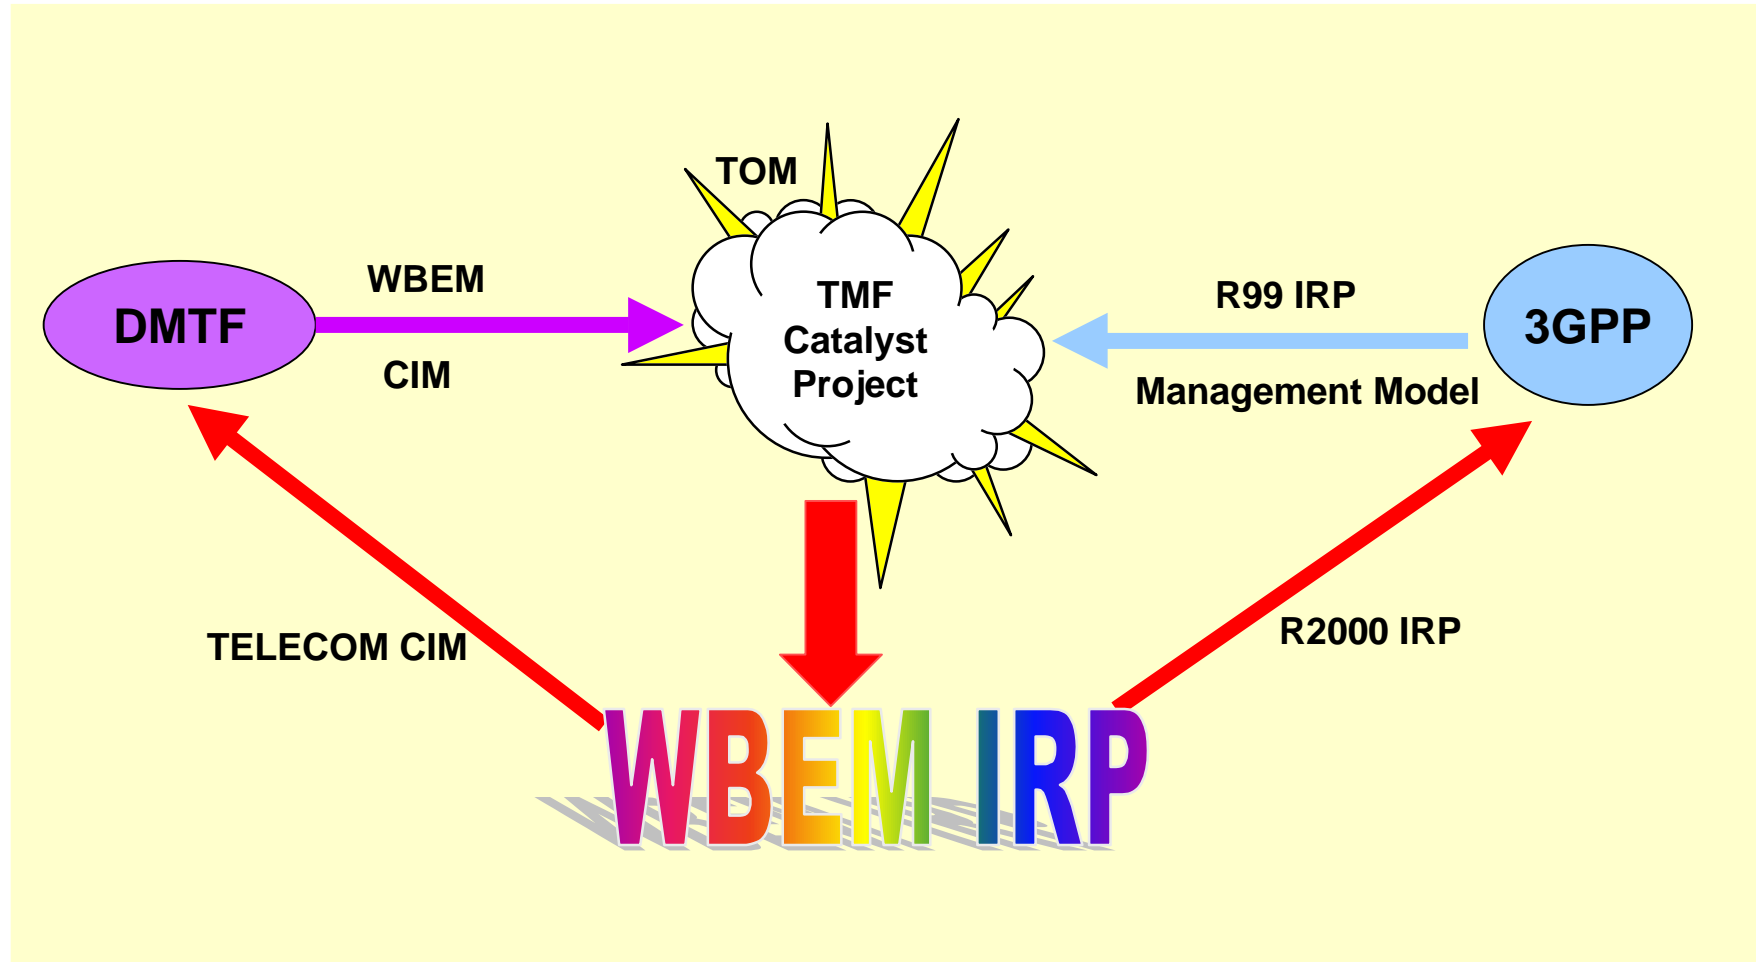 TOM
WBEM
DMTF
CIM
TMF
Catalyst
Project
R99 IRP
3GPP
Management Model
TELECOM CIM
R2000 IRP
WBEM IRP